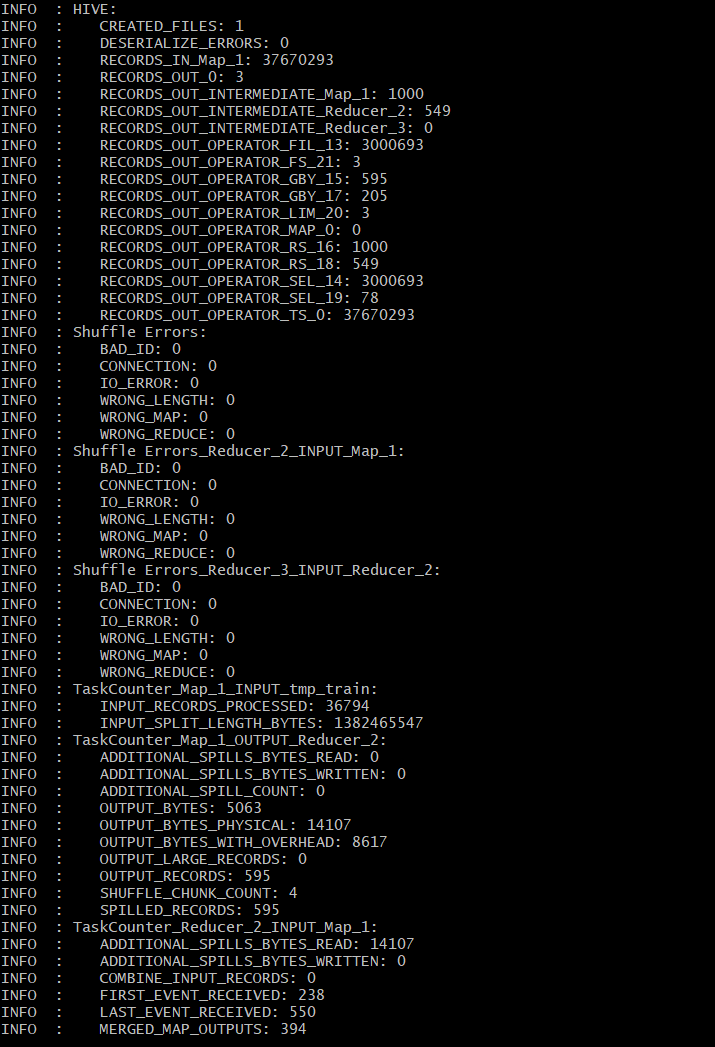 INFO  : HIVE:
INFO  :    CREATED_FILES: 1
INFO  :    DESERIALIZE_ERRORS: 0
INFO  :    RECORDS_IN_Map_1: 37670293
INFO  :    RECORDS_OUT_0: 3
INFO  :    RECORDS_OUT_INTERMEDIATE_Map_1: 1000
INFO  :    RECORDS_OUT_INTERMEDIATE_Reducer_2: 549
INFO  :    RECORDS_OUT_INTERMEDIATE_Reducer_3: 0
INFO  :    RECORDS_OUT_OPERATOR_FIL_13: 3000693
INFO  :    RECORDS_OUT_OPERATOR_FS_21: 3
INFO  :    RECORDS_OUT_OPERATOR_GBY_15: 595
INFO  :    RECORDS_OUT_OPERATOR_GBY_17: 205
INFO  :    RECORDS_OUT_OPERATOR_LIM_20: 3
INFO  :    RECORDS_OUT_OPERATOR_MAP_0: 0
INFO  :    RECORDS_OUT_OPERATOR_RS_16: 1000
INFO  :    RECORDS_OUT_OPERATOR_RS_18: 549
INFO  :    RECORDS_OUT_OPERATOR_SEL_14: 3000693
INFO  :    RECORDS_OUT_OPERATOR_SEL_19: 78
INFO  :    RECORDS_OUT_OPERATOR_TS_0: 37670293
INFO  : Shuffle Errors:
INFO  :    BAD_ID: 0
INFO  :    CONNECTION: 0
INFO  :    IO_ERROR: 0
INFO  :    WRONG_LENGTH: 0
INFO  :    WRONG_MAP: 0
INFO  :    WRONG_REDUCE: 0
INFO  : Shuffle Errors_Reducer_2_INPUT_Map_1:
INFO  :    BAD_ID: 0
INFO  :    CONNECTION: 0
INFO  :    IO_ERROR: 0
INFO  :    WRONG_LENGTH: 0
INFO  :    WRONG_MAP: 0
INFO  :    WRONG_REDUCE: 0
INFO  : Shuffle Errors_Reducer_3_INPUT_Reducer_2:
INFO  :    BAD_ID: 0
INFO  :    CONNECTION: 0
INFO  :    IO_ERROR: 0
INFO  :    WRONG_LENGTH: 0
INFO  :    WRONG_MAP: 0
INFO  :    WRONG_REDUCE: 0
INFO  : TaskCounter_Map_1_INPUT_tmp_train:
INFO  :    INPUT_RECORDS_PROCESSED: 36794
INFO  :    INPUT_SPLIT_LENGTH_BYTES: 1382465547
INFO  : TaskCounter_Map_1_OUTPUT_Reducer_2:
INFO  :    ADDITIONAL_SPILLS_BYTES_READ: 0
INFO  :    ADDITIONAL_SPILLS_BYTES_WRITTEN: 0
INFO  :    ADDITIONAL_SPILL_COUNT: 0
INFO  :    OUTPUT_BYTES: 5063
INFO  :    OUTPUT_BYTES_PHYSICAL: 14107
INFO  :    OUTPUT_BYTES_WITH_OVERHEAD: 8617
INFO  :    OUTPUT_LARGE_RECORDS: 0
INFO  :    OUTPUT_RECORDS: 595
INFO  :    SHUFFLE_CHUNK_COUNT: 4
INFO  :    SPILLED_RECORDS: 595
INFO  : TaskCounter_Reducer_2_INPUT_Map_1:
INFO  :    ADDITIONAL_SPILLS_BYTES_READ: 14107
INFO  :    ADDITIONAL_SPILLS_BYTES_WRITTEN: 0
INFO  :    COMBINE_INPUT_RECORDS: 0
INFO  :    FIRST_EVENT_RECEIVED: 238
INFO  :    LAST_EVENT_RECEIVED: 550
INFO  :    MERGED_MAP_OUTPUTS: 394